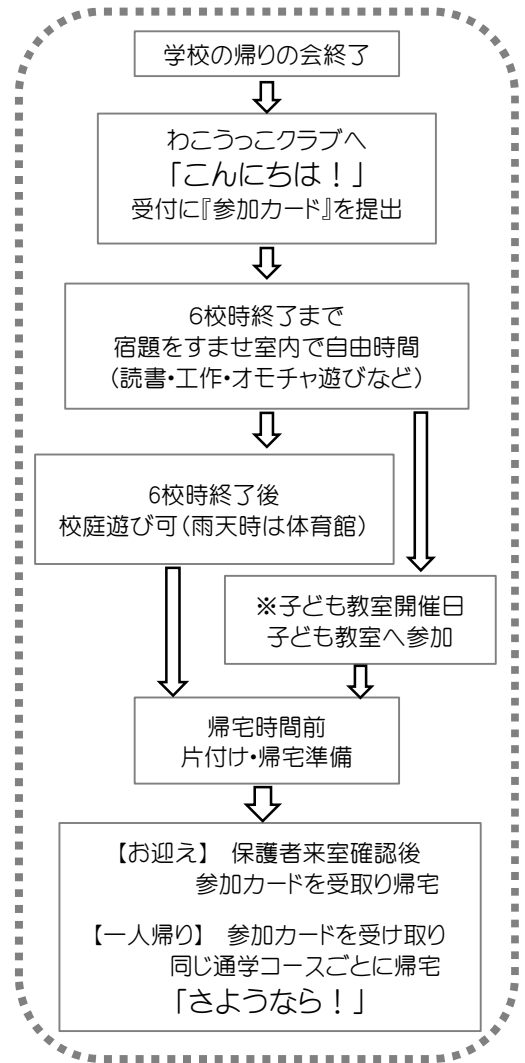 学校の帰りの会終了
わこうっこクラブへ
「こんにちは！」
受付に『参加カード』を提出
6校時終了まで
宿題をすませ室内で自由時間
（読書・工作・オモチャ遊びなど）
6校時終了後
校庭遊び可（雨天時は体育館）
※子ども教室開催日
子ども教室へ参加
帰宅時間前
片付け・帰宅準備
【お迎え】 保護者来室確認後
参加カードを受取り帰宅
【一人帰り】 参加カードを受け取り
同じ通学コースごとに帰宅
「さようなら！」